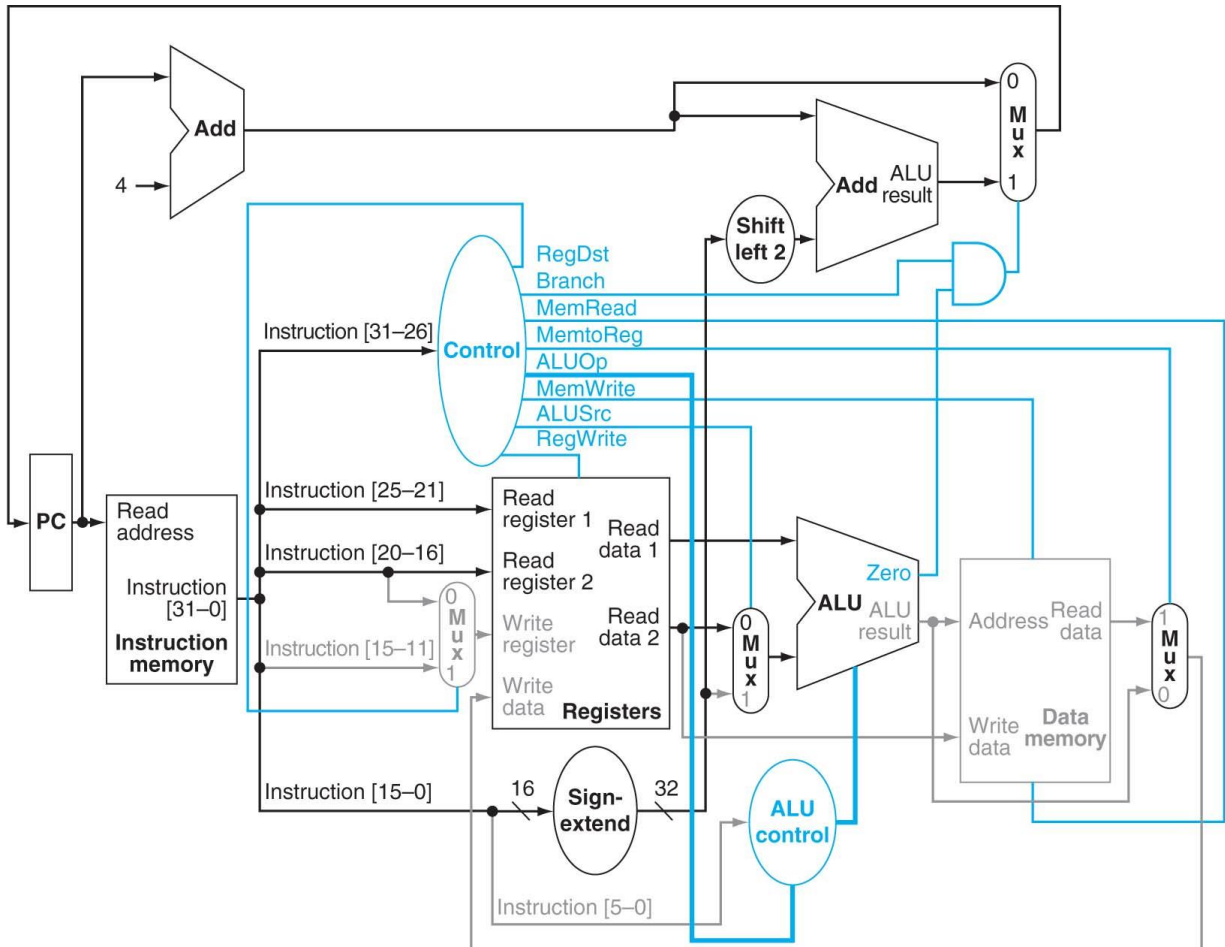 0
M
u
x
1
Add
4
Add
ALU
result
Shift
left 2
RegDst
Branch
MemRead
MemtoReg
ALUOp
MemWrite
ALUSrc
RegWrite
Control
Instruction [31–26]
Instruction [25–21]
Instruction [20–16]
Instruction [15–11]
Instruction [15–0]
Instruction [5–0]
PC
Read
address
Instruction
[31–0]
Instruction
memory
0
M
u
x
1
Read
register 1
Read
register 2
Write
register
Write
data
Read
data 1
Read
data 2
Registers
16
Sign-
extend
32
0
M
u
x
1
Zero
ALU
ALU
result
ALU
control
Address
Read
data
Write
data
Data
memory
1
M
u
x
0